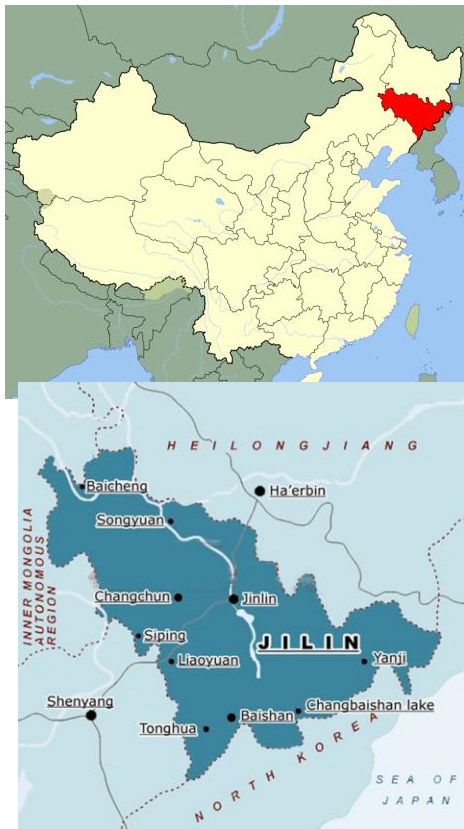 HEILONGJIANG
Baicheng
Ha'erbin
Songyuan
INNER MONGOLIA
AUTONOMOUS
REGION
Changchun
Jinlin
Siping
JILIN
Liaoyuan
Yanji
Shenyang
Changbaishan lake
Baishan
Tonghua
NORTH KOREA
SEA OF
JAPAN